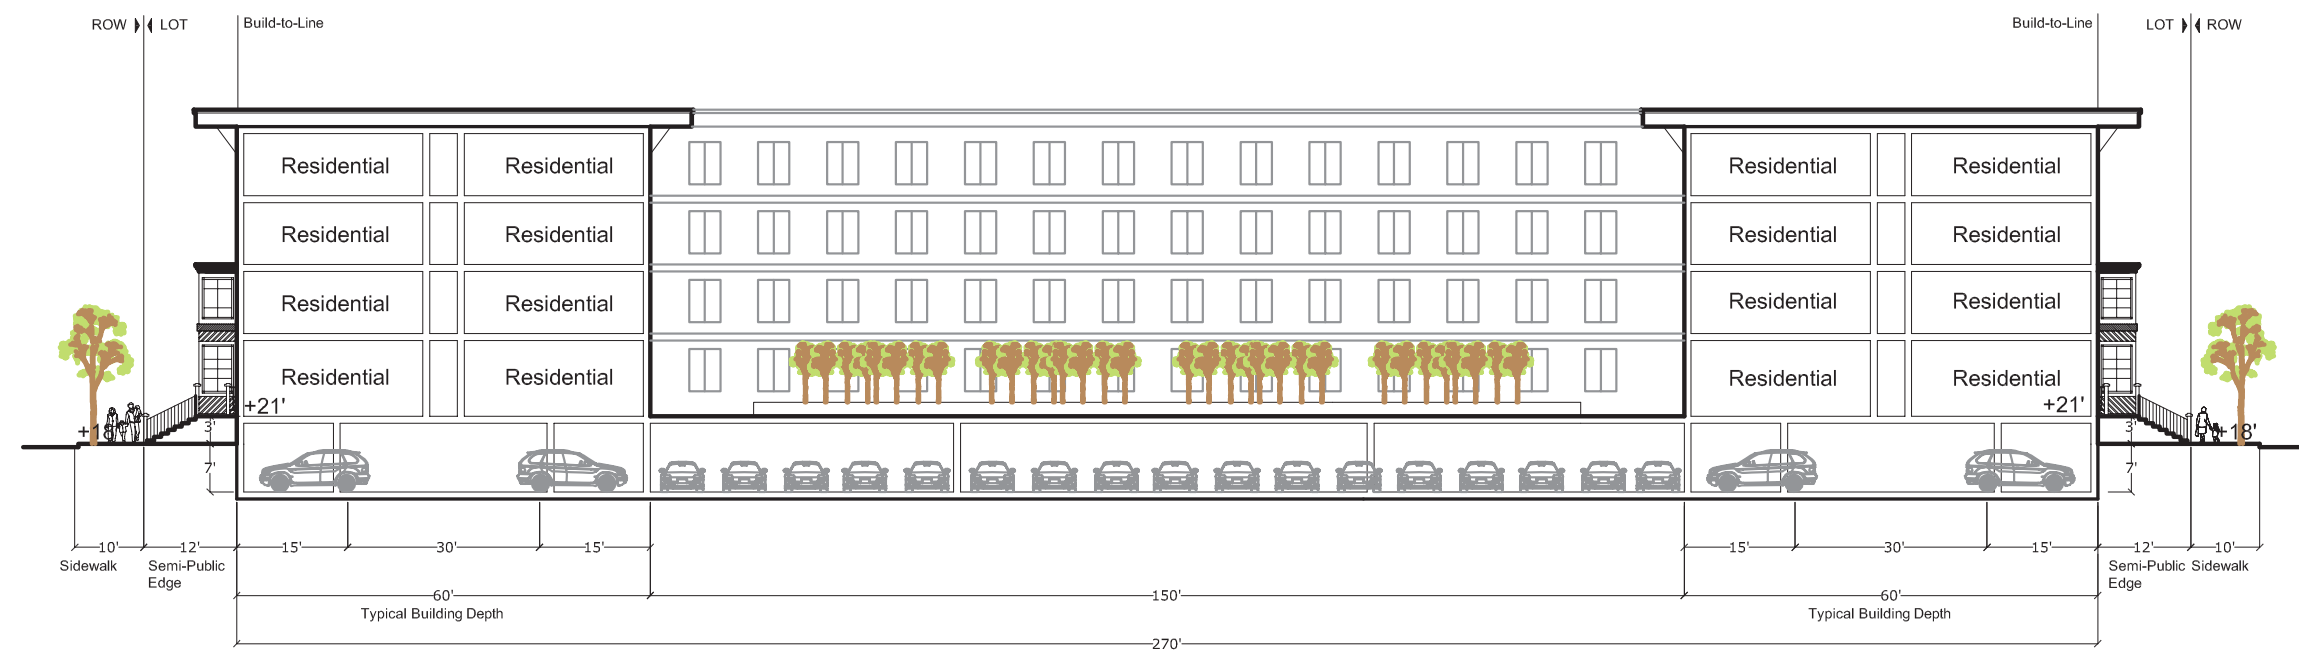 ROW LOT Build-to-Line Build-to-Line LOT ROW
Residential Residential Residential Residential
Residential Residential Residential Residential
Residential Residential Residential Residential
Residential Residential Residential Residential
+21' +21'
+18 3' 3' +18'
7' 7'
10' 12' 15' 30' 15' 15' 30' 15' 12' 10'
Sidewalk Semi-Public Semi-Public Sidewalk
Edge Edge
60' 150' 60'
Typical Building Depth Typical Building Depth
270'